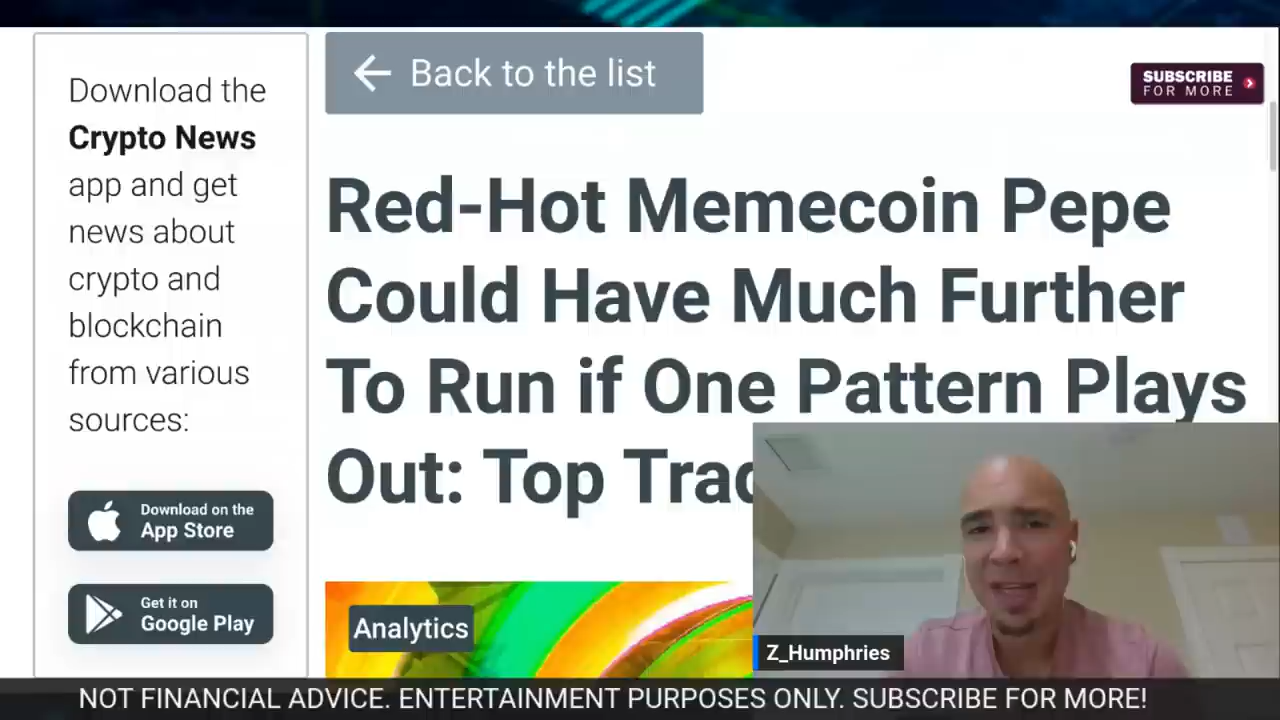 Download the
Crypto News
app and get
news about
crypto and
blockchain
from various
sources:
Download on the
App Store
Get it on
Google Play
Back to the list
SUBSCRIBE
FOR MORE
Red-Hot Memecoin Pepe
Could Have Much Further
To Run if One Pattern Plays
Out: Top
Analytics
Z_Humphries
NOT FINANCIAL ADVICE. ENTERTAINMENT PURPOSES ONLY. SUBSCRIBE FOR MORE!